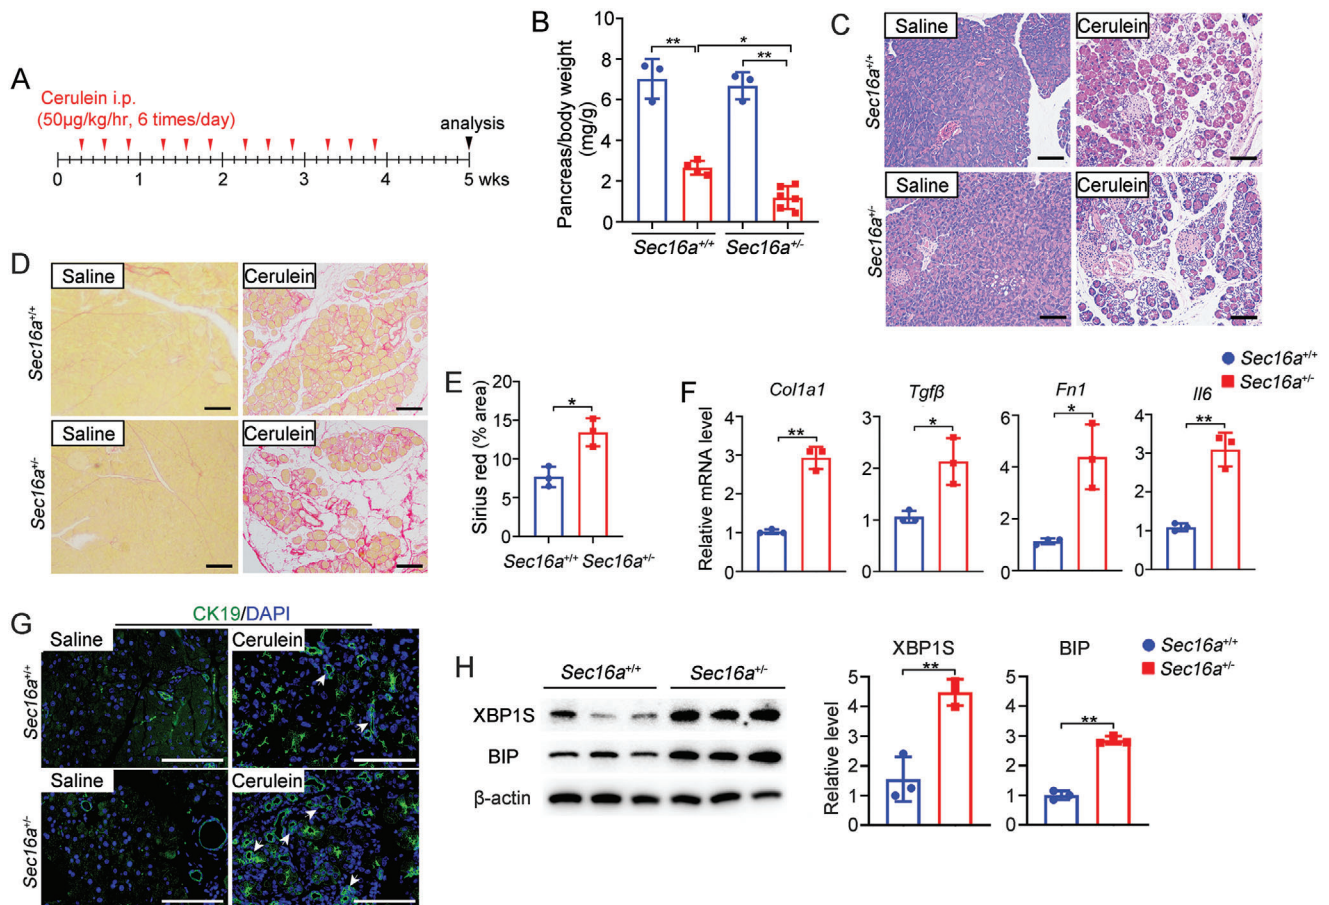 A
Cerulein i.p.
(50µg/kg/hr, 6 times/day)
analysis
0 1 2 3 4 5 wks
B
Pancreas/body weight
(mg/g)
10
8
6
4
2
0
** *
**
Sec16a+/+ Sec16a+/-
C
Saline Cerulein
Sec16a+/+
Saline Cerulein
Sec16a+/-
D
Saline Cerulein
Sec16a+/+
Saline Cerulein
Sec16a+/-
E
Sirius red (% area)
20
15
10
5
0
*
Sec16a+/+ Sec16a+/-
F
Sec16a+/+
Sec16a+/-
Relative mRNA level
Col1a1
4
3
2
1
0
**
Tgfβ
3
2
1
0
*
Fn1
6
4
2
0
*
Il6
4
3
2
1
0
**
G
CK19/DAPI
Saline Cerulein
Sec16a+/+
Saline Cerulein
Sec16a+/-
H
Sec16a+/+ Sec16a+/-
XBP1S
BIP
β-actin
Relative level
XBP1S
5
4
3
2
1
0
**
BIP
5
4
3
2
1
0
**
Sec16a+/+
Sec16a+/-